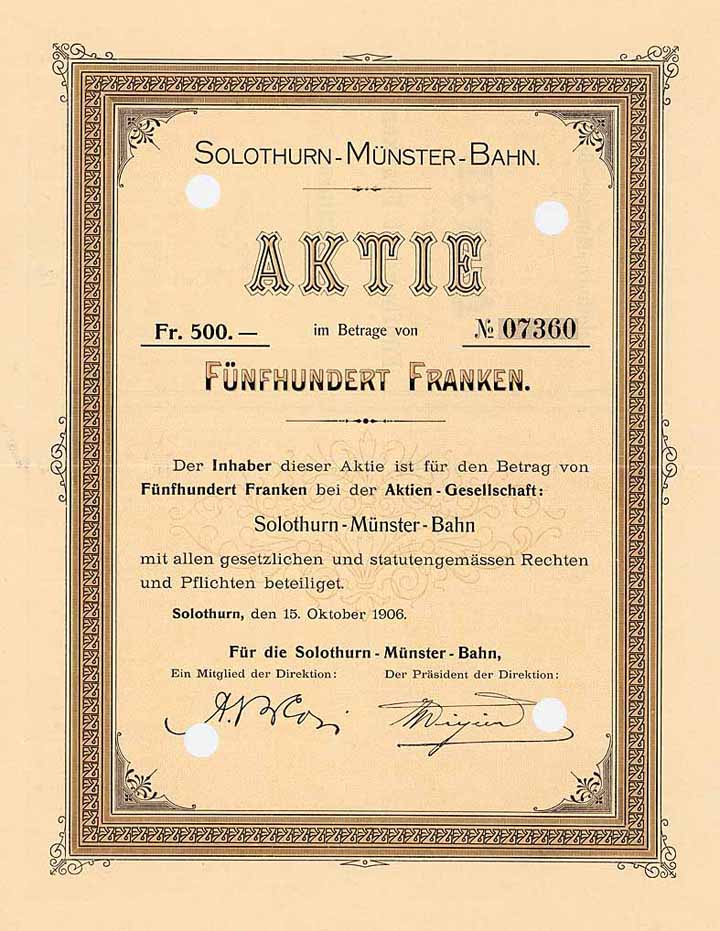 SOLOTHURN-MÜNSTER-BAHN.
AKTIE
Fr. 500.— im Betrage von № 07360
FÜNFHUNDERT FRANKEN.
Der Inhaber dieser Aktie ist für den Betrag von
Fünfhundert Franken bei der Aktien-Gesellschaft:
Solothurn-Münster-Bahn
mit allen gesetzlichen und statutengemässen Rechten
und Pflichten beteiliget.
Solothurn, den 15. Oktober 1906.
Für die Solothurn-Münster-Bahn,
Ein Mitglied der Direktion: Der Präsident der Direktion: